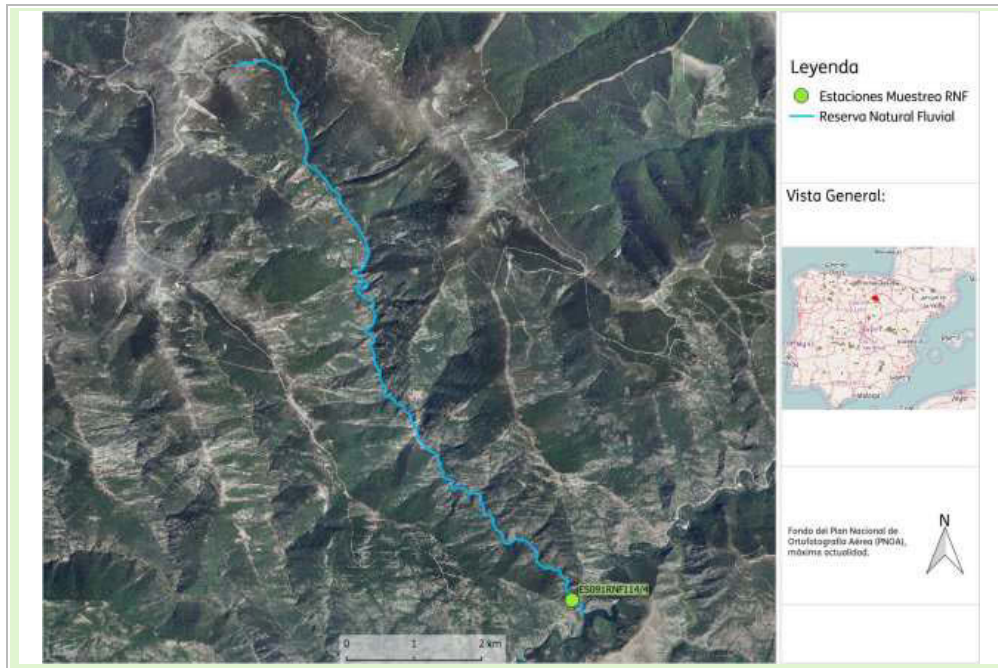 Leyenda
Estaciones Muestreo RNF
Reserva Natural Fluvial
Vista General:
Fondo del Plan Nacional de
Ortofotografía Aérea (PNOA),
máxima actualidad.
N
ES091RNF114/4
0 1 2 km